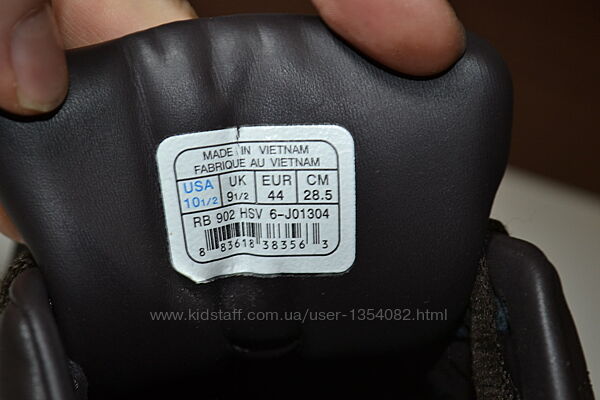 MADE IN VIETNAM
FABRIQUE AU VIETNAM
USA UK EUR CM
10 1/2 9 1/2 44 28.5
RB 902 HSV 6-J01304
8 83618 38356 3
www.kidstaff.com.ua/user-1354082.html